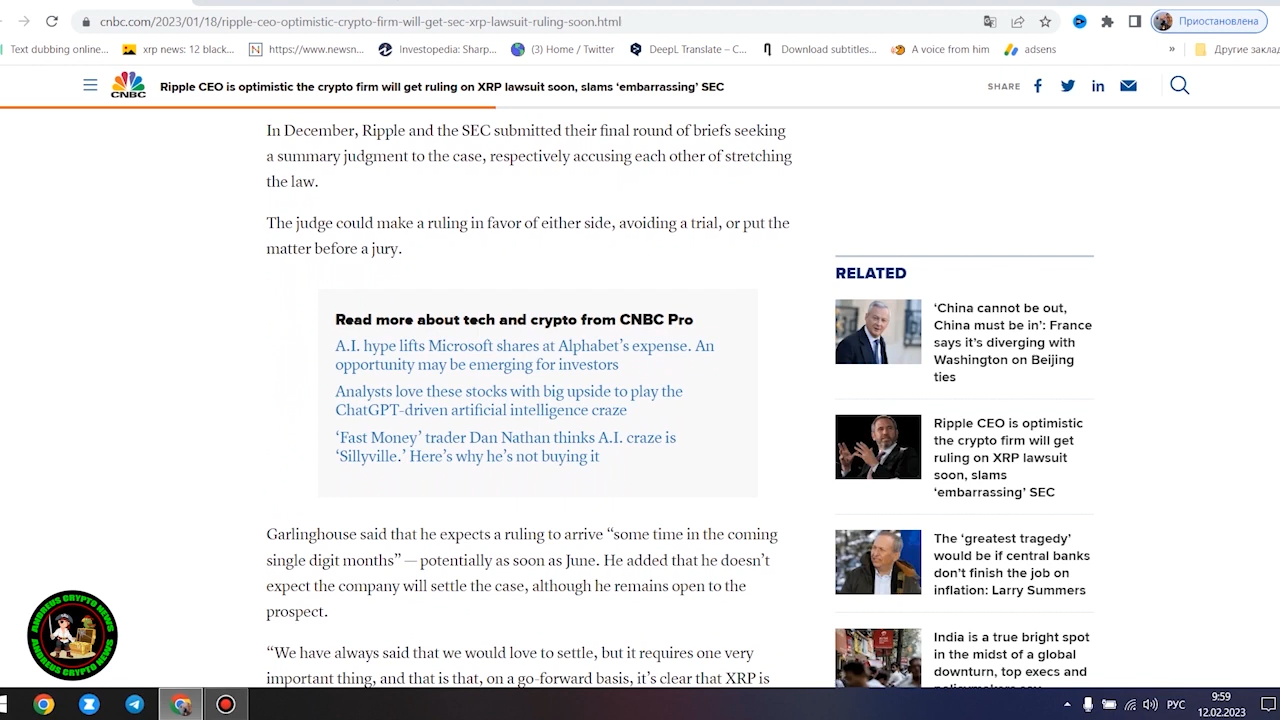 cnbc.com/2023/01/18/ripple-ceo-optimistic-crypto-firm-will-get-sec-xrp-lawsuit-ruling-soon.html
Приостановлена
Text dubbing online...
xrp news: 12 black...
https://www.newsn...
Investopedia: Sharp...
(3) Home / Twitter
DeepL Translate – C...
Download subtitles...
A voice from him
adsens
»
Другие заклад
CNBC
Ripple CEO is optimistic the crypto firm will get ruling on XRP lawsuit soon, slams ‘embarrassing’ SEC
SHARE
In December, Ripple and the SEC submitted their final round of briefs seeking
a summary judgment to the case, respectively accusing each other of stretching
the law.
The judge could make a ruling in favor of either side, avoiding a trial, or put the
matter before a jury.
Read more about tech and crypto from CNBC Pro
A.I. hype lifts Microsoft shares at Alphabet’s expense. An
opportunity may be emerging for investors
Analysts love these stocks with big upside to play the
ChatGPT-driven artificial intelligence craze
‘Fast Money’ trader Dan Nathan thinks A.I. craze is
‘Sillyville.’ Here’s why he’s not buying it
Garlinghouse said that he expects a ruling to arrive “some time in the coming
single digit months” — potentially as soon as June. He added that he doesn’t
expect the company will settle the case, although he remains open to the
prospect.
“We have always said that we would love to settle, but it requires one very
important thing, and that is that, on a go-forward basis, it’s clear that XRP is
RELATED
‘China cannot be out,
China must be in’: France
says it’s diverging with
Washington on Beijing
ties
Ripple CEO is optimistic
the crypto firm will get
ruling on XRP lawsuit
soon, slams
‘embarrassing’ SEC
The ‘greatest tragedy’
would be if central banks
don’t finish the job on
inflation: Larry Summers
India is a true bright spot
in the midst of a global
downturn, top execs and
policymakers say
ANDREUS CRYPTO NEWS
ANDREUS CRYPTO NEWS
РУС
9:59
12.02.2023